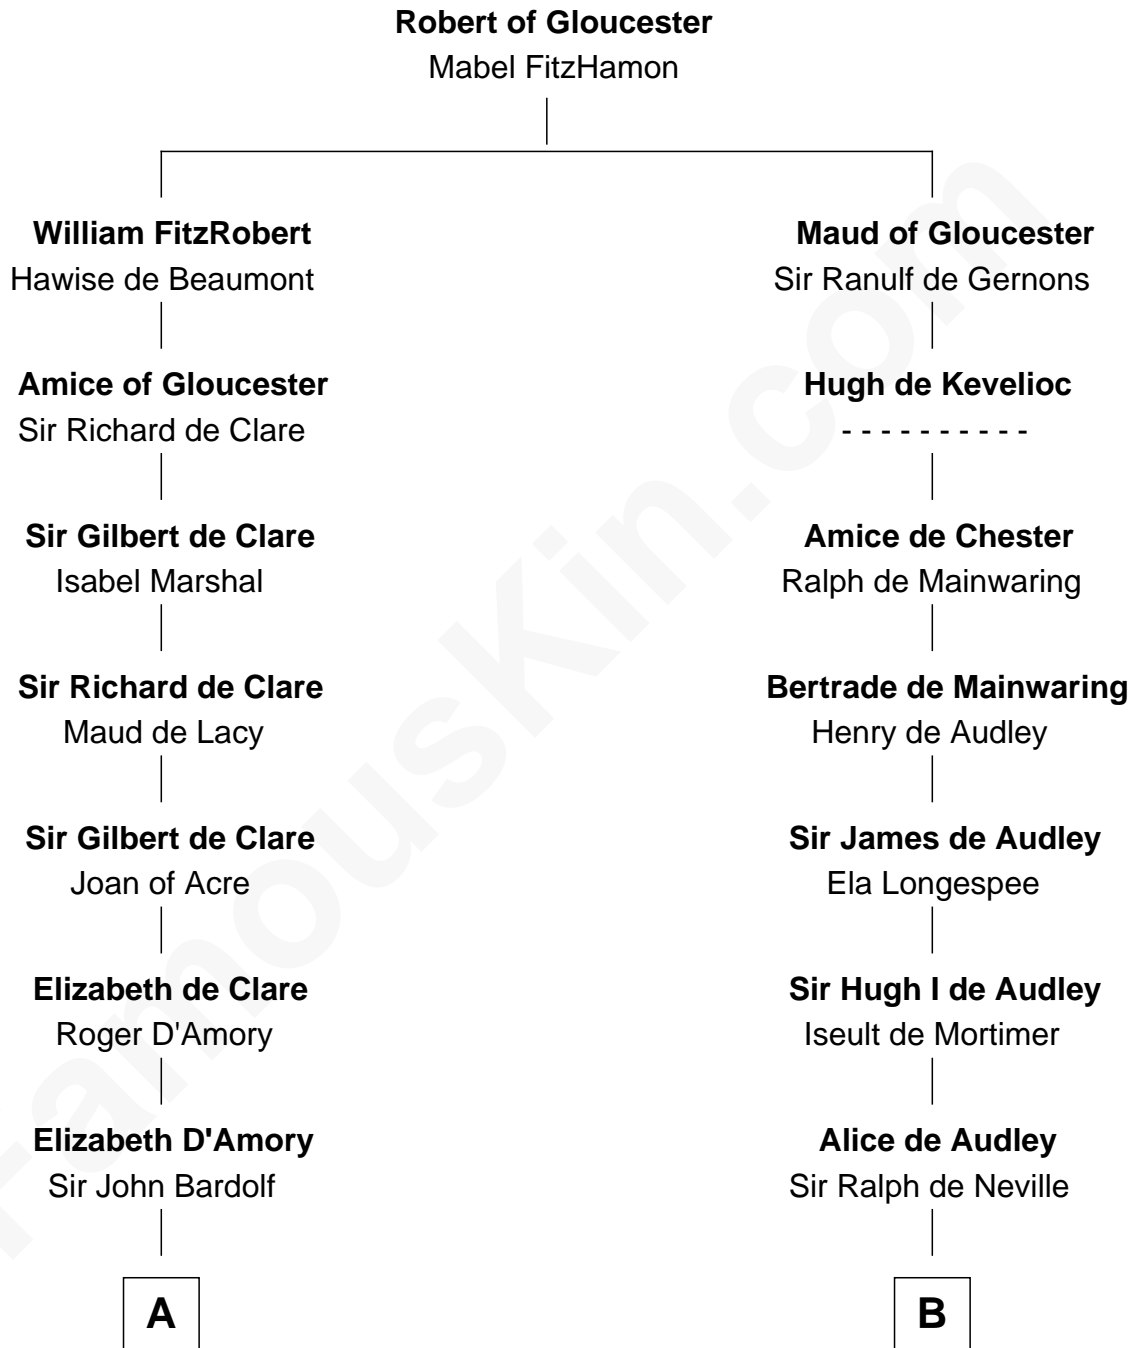 Robert of Gloucester
Mabel FitzHamon
William FitzRobert
Hawise de Beaumont
Maud of Gloucester
Sir Ranulf de Gernons
Amice of Gloucester
Sir Richard de Clare
Hugh de Kevelioc
- - - - - - - - - -
Sir Gilbert de Clare
Isabel Marshal
Amice de Chester
Ralph de Mainwaring
Sir Richard de Clare
Maud de Lacy
Bertrade de Mainwaring
Henry de Audley
Sir Gilbert de Clare
Joan of Acre
Sir James de Audley
Ela Longespee
Elizabeth de Clare
Roger D'Amory
Sir Hugh I de Audley
Iseult de Mortimer
Elizabeth D'Amory
Sir John Bardolf
Alice de Audley
Sir Ralph de Neville
A
B
FamousKin.com